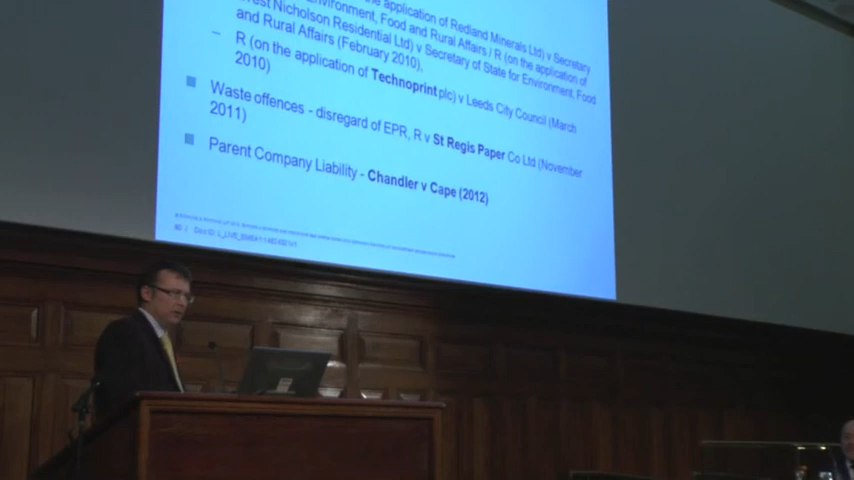 the application of Redland Minerals Ltd) v Secretary
Environment, Food and Rural Affairs / R (on the application of
Crest Nicholson Residential Ltd) v Secretary of State for Environment, Food
and Rural Affairs (February 2010),
– R (on the application of Technoprint plc) v Leeds City Council (March
2010)
Waste offences - disregard of EPR, R v St Regis Paper Co Ltd (November
2011)
Parent Company Liability - Chandler v Cape (2012)